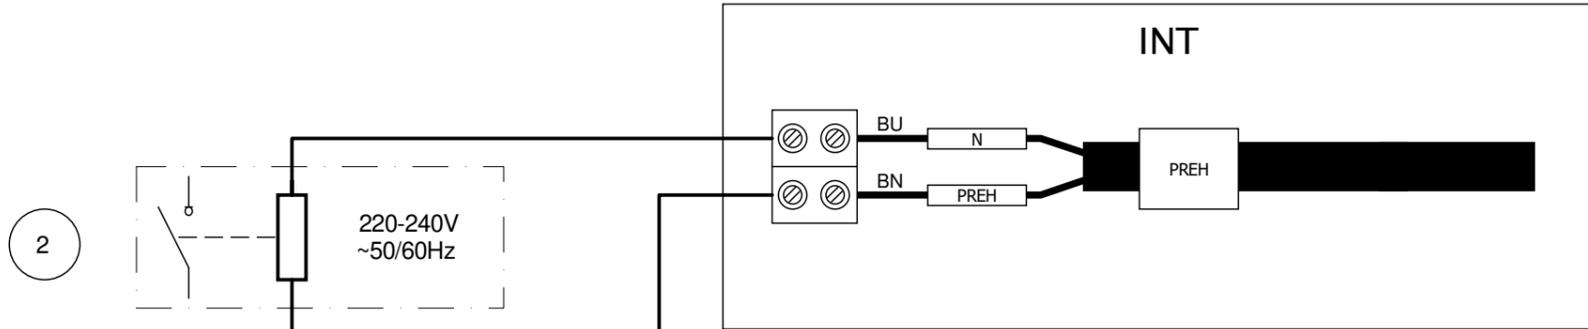 INT
BU
N
BN
PREH
PREH
2
220-240V
~50/60Hz